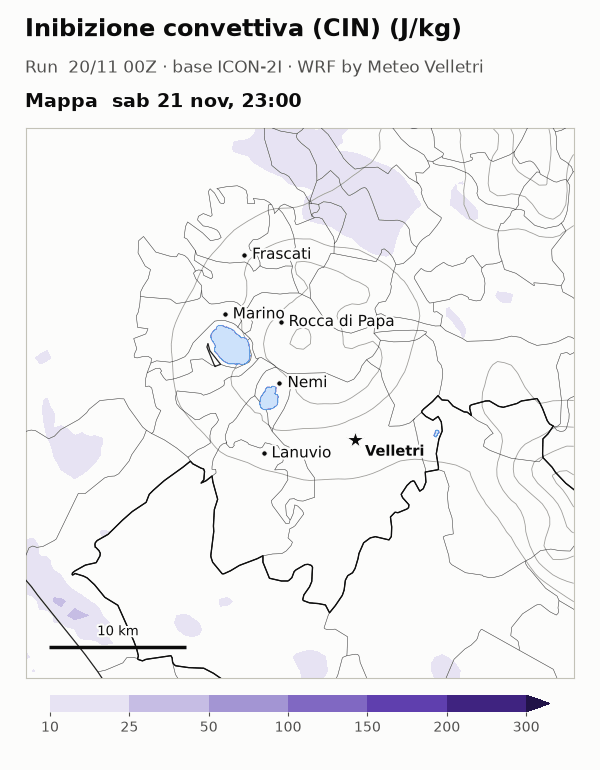 Inibizione convettiva (CIN) (J/kg)
Run  20/11 00Z · base ICON-2I · WRF by Meteo Velletri
Mappa  sab 21 nov, 23:00
Frascati
Marino
Rocca di Papa
Nemi
Velletri
Lanuvio
10 km
10 25 50 100 150 200 300